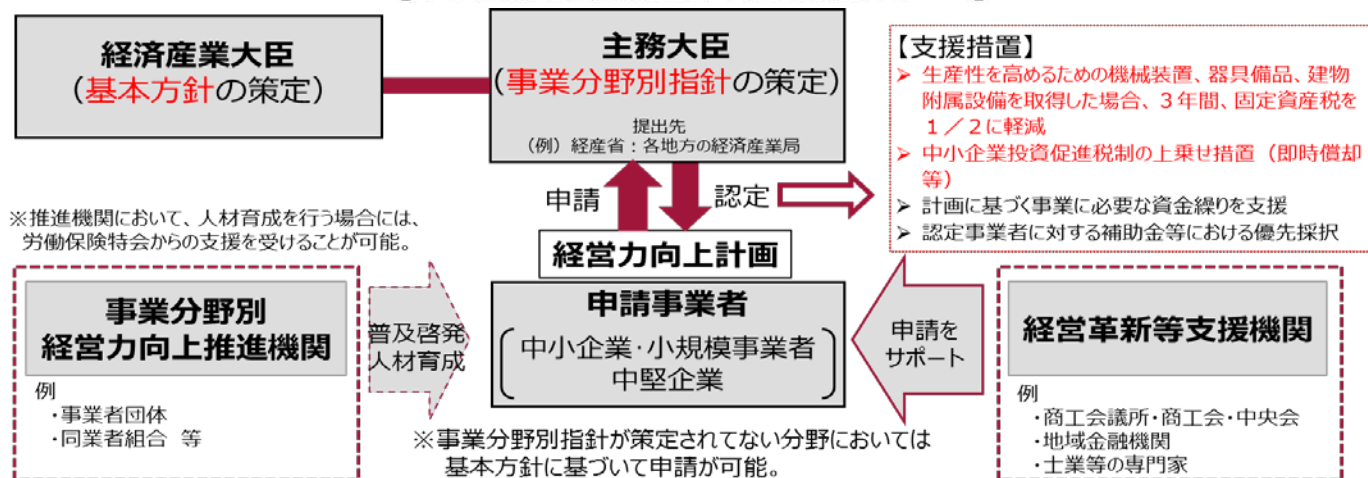 経済産業大臣
（基本方針の策定）
主務大臣
（事業分野別指針の策定）
提出先
（例）経産省：各地方の経済産業局
【支援措置】
➢ 生産性を高めるための機械装置、器具備品、建物
附属設備を取得した場合、３年間、固定資産税を
１／２に軽減
➢ 中小企業投資促進税制の上乗せ措置（即時償却
等）
➢ 計画に基づく事業に必要な資金繰りを支援
➢ 認定事業者に対する補助金等における優先採択
申請
認定
※推進機関において、人材育成を行う場合には、
労働保険特会からの支援を受けることが可能。
経営力向上計画
事業分野別
経営力向上推進機関
例
・事業者団体
・同業者組合 等
普及啓発
人材育成
申請事業者
中小企業・小規模事業者
中堅企業
申請を
サポート
経営革新等支援機関
例
・商工会議所・商工会・中央会
・地域金融機関
・士業等の専門家
※事業分野別指針が策定されてない分野においては
基本方針に基づいて申請が可能。